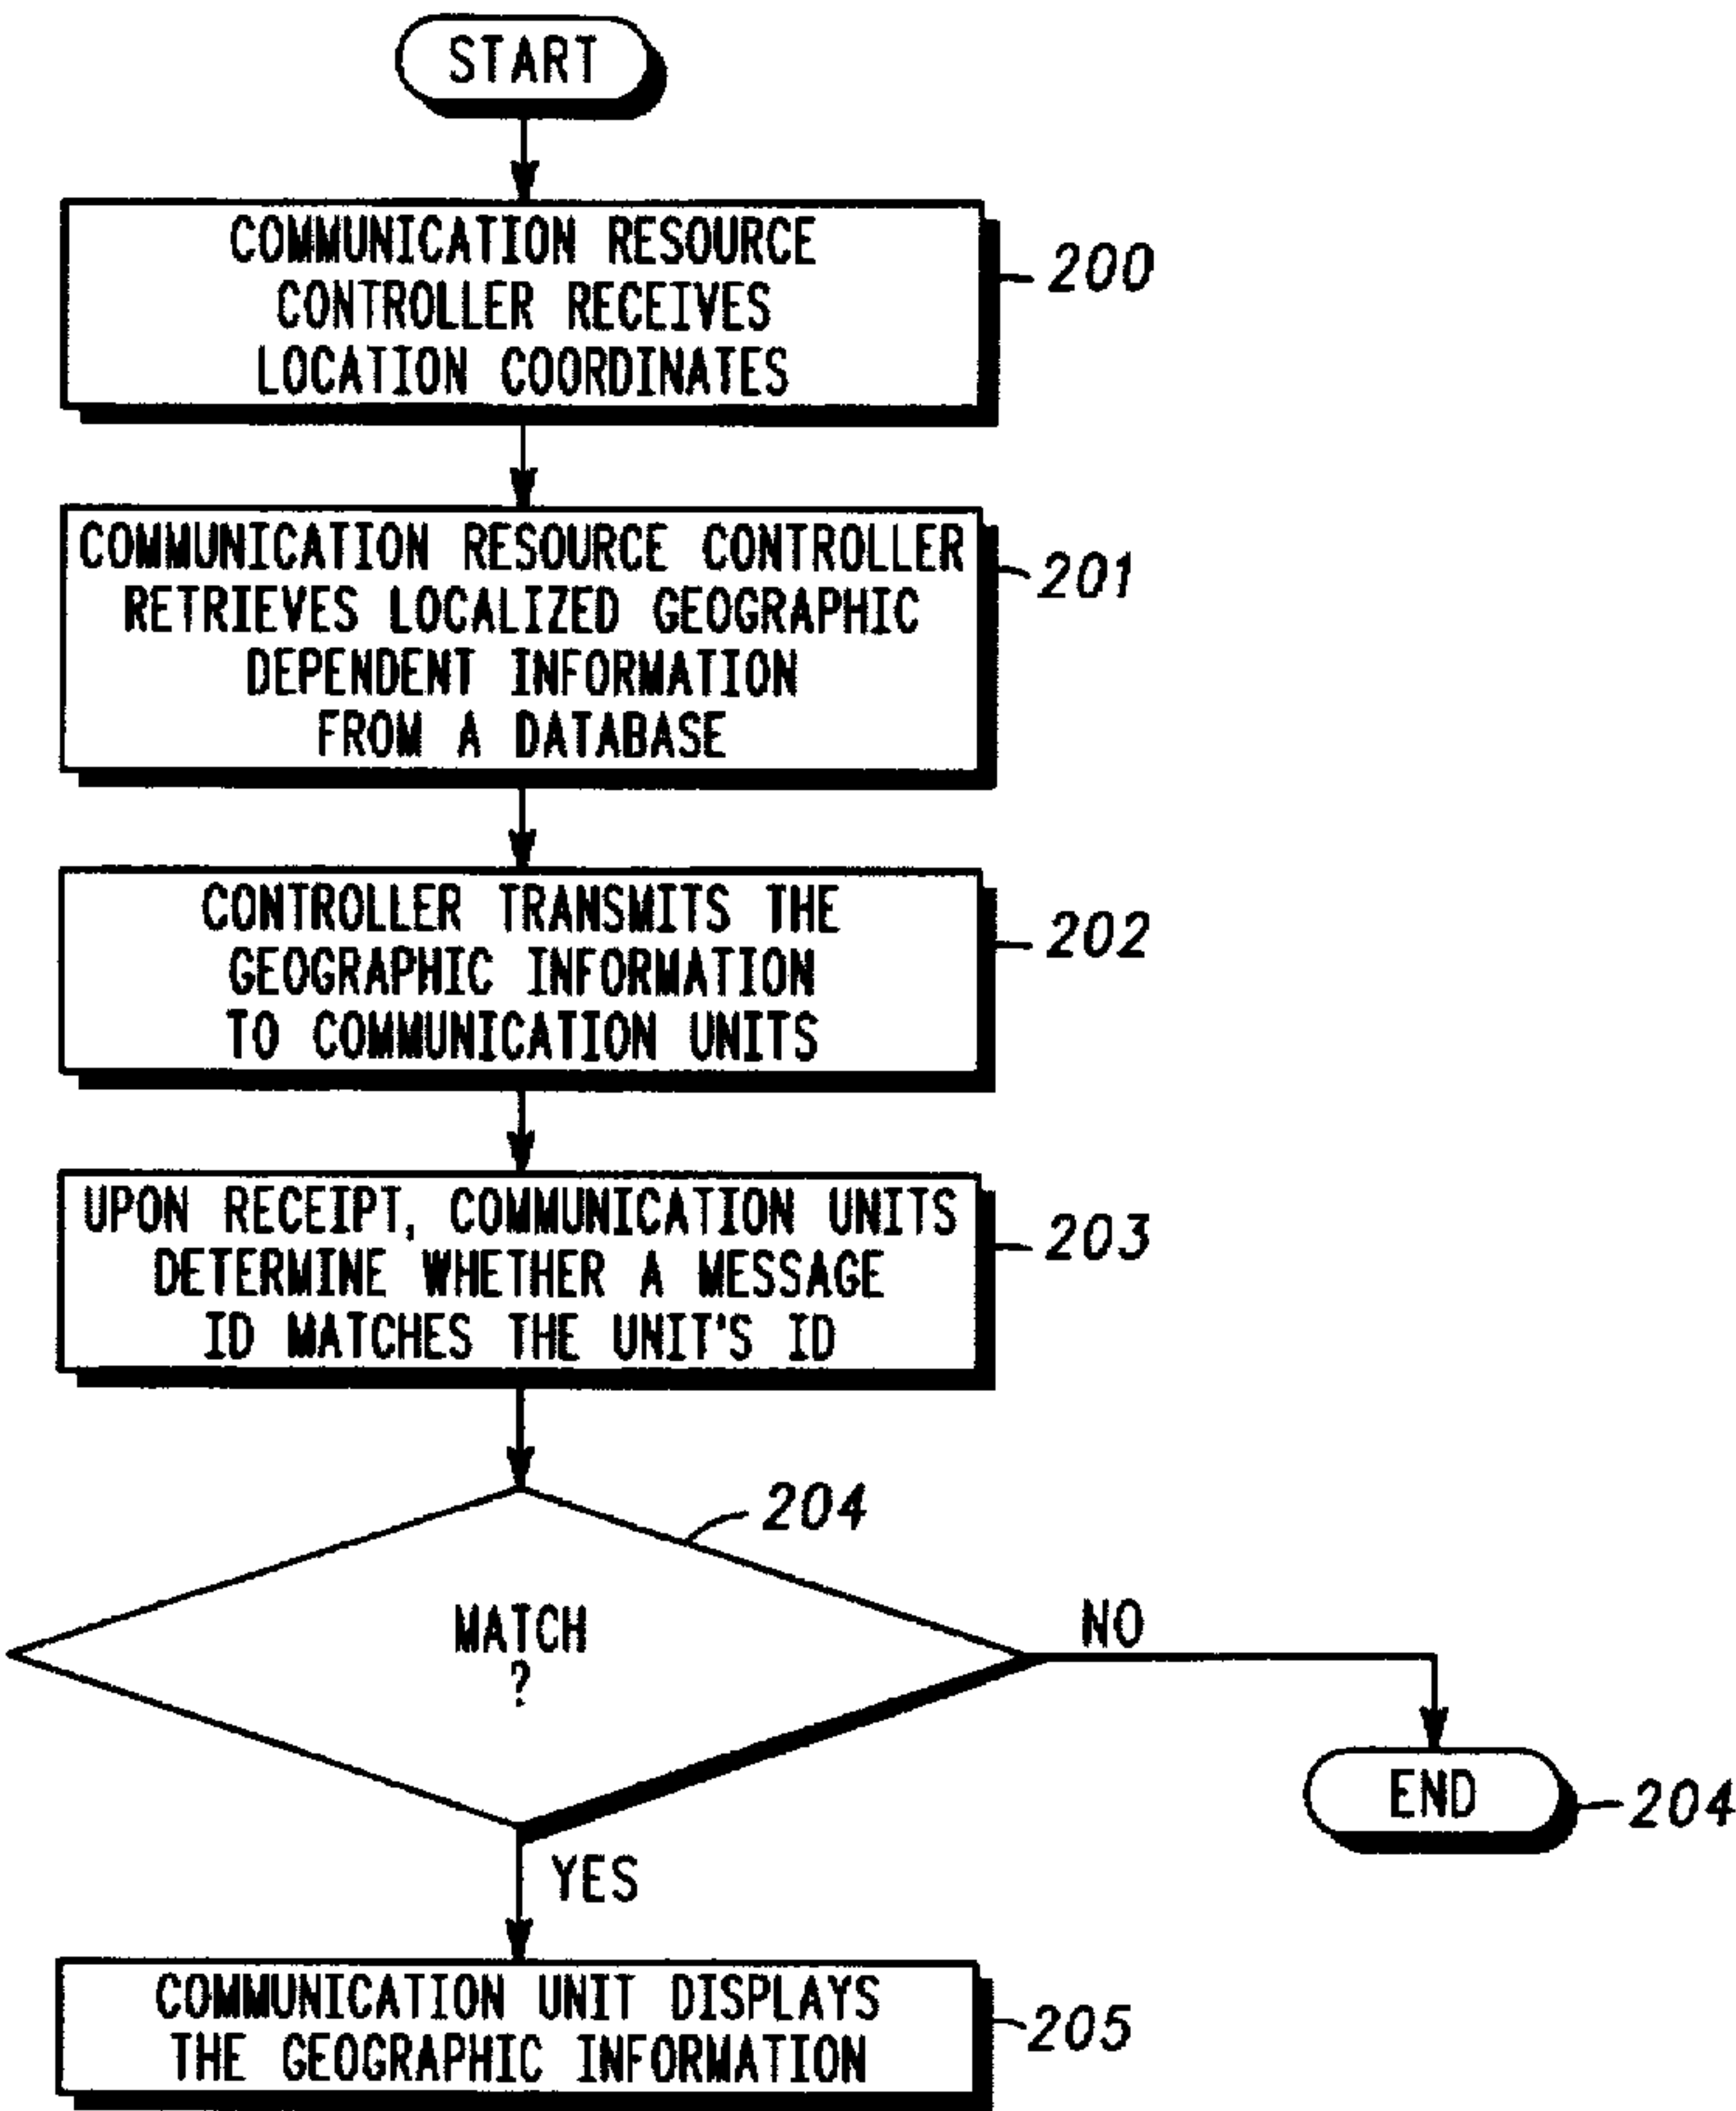 START
COMMUNICATION RESOURCE
CONTROLLER RECEIVES
LOCATION COORDINATES
200
COMMUNICATION RESOURCE CONTROLLER
RETRIEVES LOCALIZED GEOGRAPHIC
DEPENDENT INFORMATION
FROM A DATABASE
201
CONTROLLER TRANSMITS THE
GEOGRAPHIC INFORMATION
TO COMMUNICATION UNITS
202
UPON RECEIPT, COMMUNICATION UNITS
DETERMINE WHETHER A MESSAGE
ID MATCHES THE UNIT'S ID
203
204
MATCH
?
NO
END
204
YES
COMMUNICATION UNIT DISPLAYS
THE GEOGRAPHIC INFORMATION
205